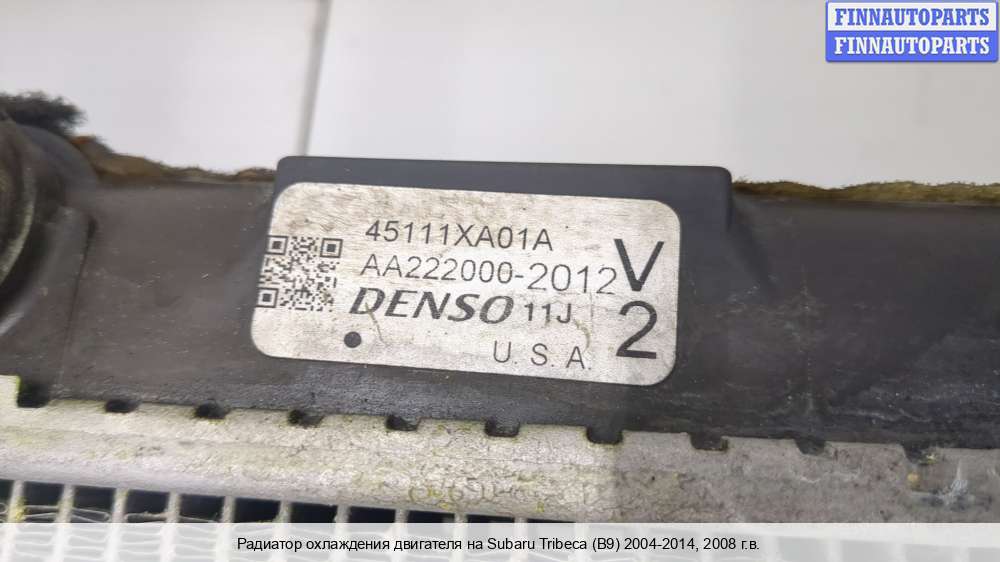 FINNAUTOPARTS
FINNAUTOPARTS
45111XA01A
AA222000-2012
V
DENSO 11J
2
U. S. A.
Радиатор охлаждения двигателя на Subaru Tribeca (B9) 2004-2014, 2008 г.в.